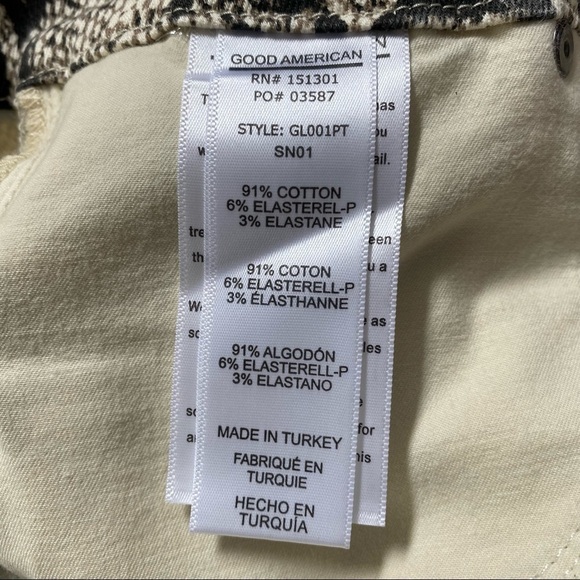 GOOD AMERICAN
RN# 151301
PO# 03587
STYLE: GL001PT
SN01
91% COTTON
6% ELASTEREL-P
3% ELASTANE
91% COTON
6% ELASTERELL-P
3% ÉLASTHANNE
91% ALGODÓN
6% ELASTERELL-P
3% ELASTANO
MADE IN TURKEY
FABRIQUÉ EN
TURQUIE
HECHO EN
TURQUÍA